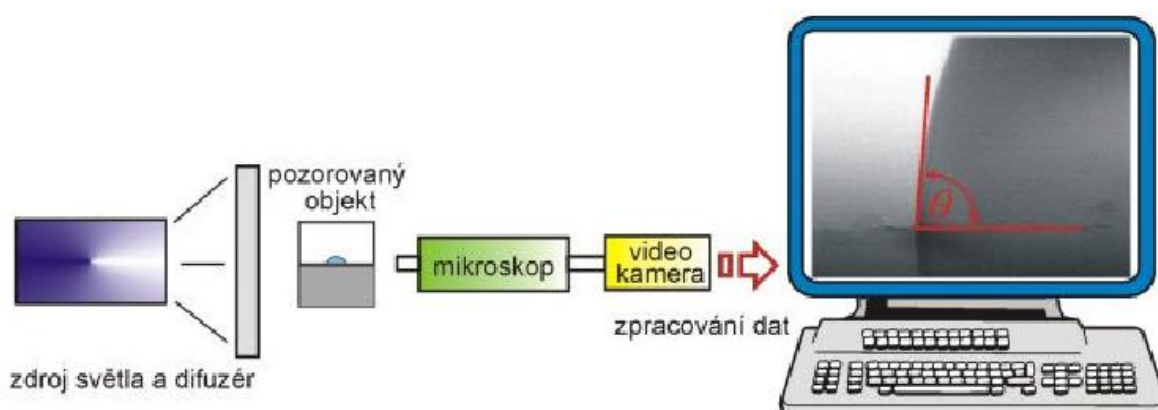 pozorovaný
objekt
mikroskop
video
kamera
zpracování dat
zdroj světla a difuzér
θ